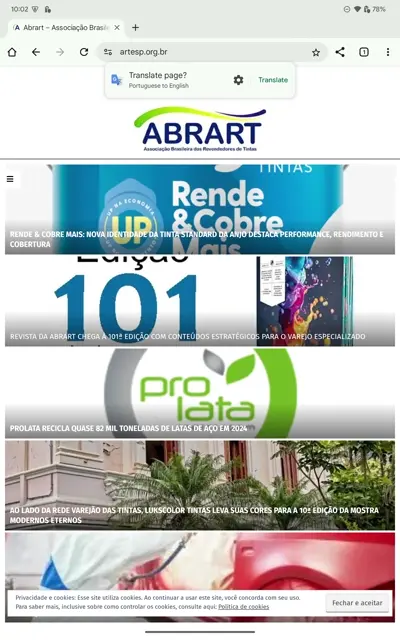 10:02
78%
Abrart – Associação Brasile
artesp.org.br
1
Translate page?
Portuguese to English
Translate
ABRART
Associação Brasileira dos Revendedores de Tintas
TINTAS
Rende
&Cobre
Mais
UP NA ECONOMIA
UP
RENDE & COBRE MAIS: NOVA IDENTIDADE DA TINTA STANDARD DA ANJO DESTACA PERFORMANCE, RENDIMENTO E
COBERTURA
Edição
101
REVISTA DA ABRART CHEGA À 101ª EDIÇÃO COM CONTEÚDOS ESTRATÉGICOS PARA O VAREJO ESPECIALIZADO
pro
lata
PROLATA RECICLA QUASE 82 MIL TONELADAS DE LATAS DE AÇO EM 2024
AO LADO DA REDE VAREJÃO DAS TINTAS, LUKSCOLOR TINTAS LEVA SUAS CORES PARA A 10ª EDIÇÃO DA MOSTRA
MODERNOS ETERNOS
Privacidade e cookies: Esse site utiliza cookies. Ao continuar a usar este site, você concorda com seu uso.
Para saber mais, inclusive sobre como controlar os cookies, consulte aqui: Política de cookies
Fechar e aceitar